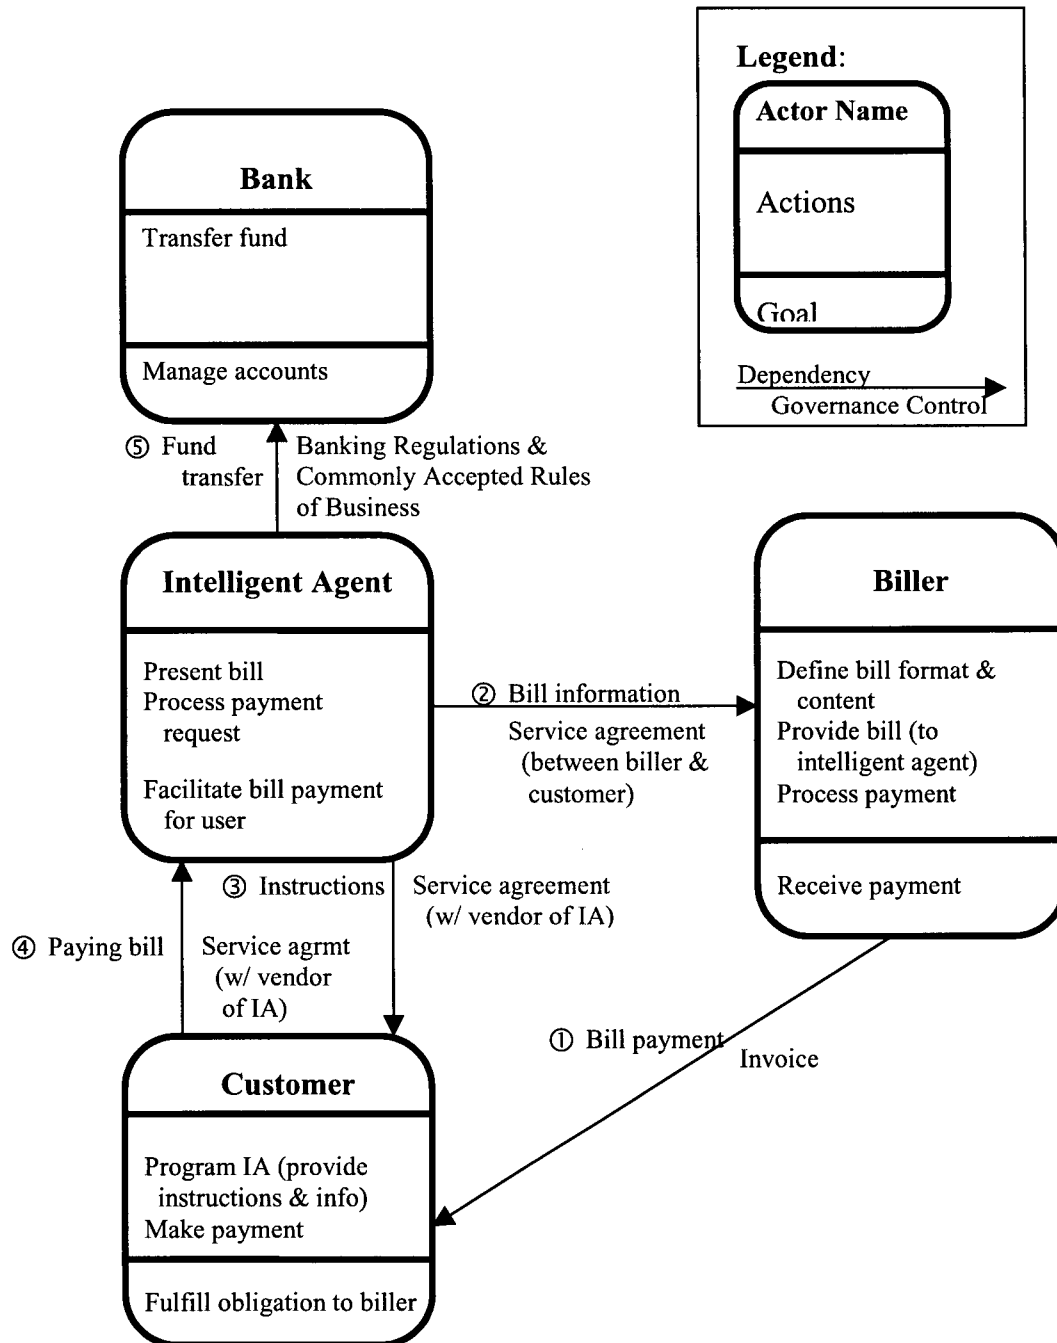 Legend:
Actor Name
Actions
Goal
Dependency
Governance Control
Bank
Transfer fund
Manage accounts
⑤ Fund
transfer
Banking Regulations &
Commonly Accepted Rules
of Business
Intelligent Agent
Present bill
Process payment
request
Facilitate bill payment
for user
② Bill information
Service agreement
(between biller &
customer)
Biller
Define bill format &
content
Provide bill (to
intelligent agent)
Process payment
Receive payment
③ Instructions
Service agreement
(w/ vendor of IA)
④ Paying bill
Service agrmt
(w/ vendor
of IA)
① Bill payment
Invoice
Customer
Program IA (provide
instructions & info)
Make payment
Fulfill obligation to biller